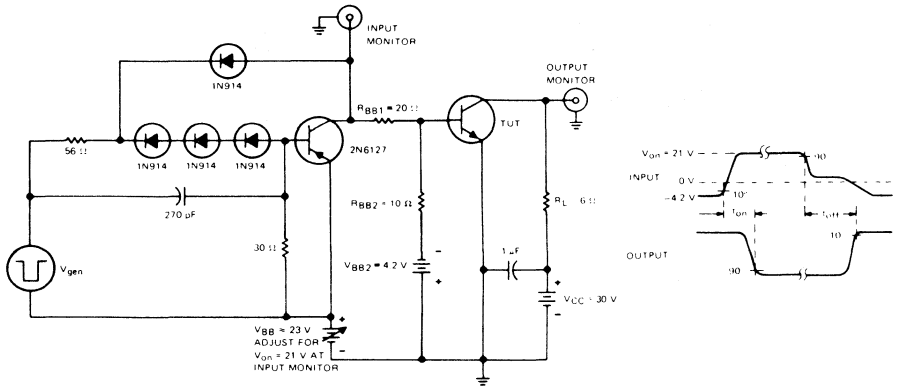 INPUT
MONITOR
1N914
OUTPUT
MONITOR
RBB1 = 20 Ω
TUT
56 Ω
1N914
1N914
1N914
2N6127
270 pF
RBB2 = 10 Ω
RL 6 Ω
30 Ω
Vgen
VBB2 = 4.2 V
-
+
1 µF
+
-
VCC = 30 V
VBB ≈ 23 V
ADJUST FOR
Von = 21 V AT
INPUT MONITOR
+
-
Von = 21 V
90
INPUT
0 V
-4.2 V
10
ton
toff
10
OUTPUT
90